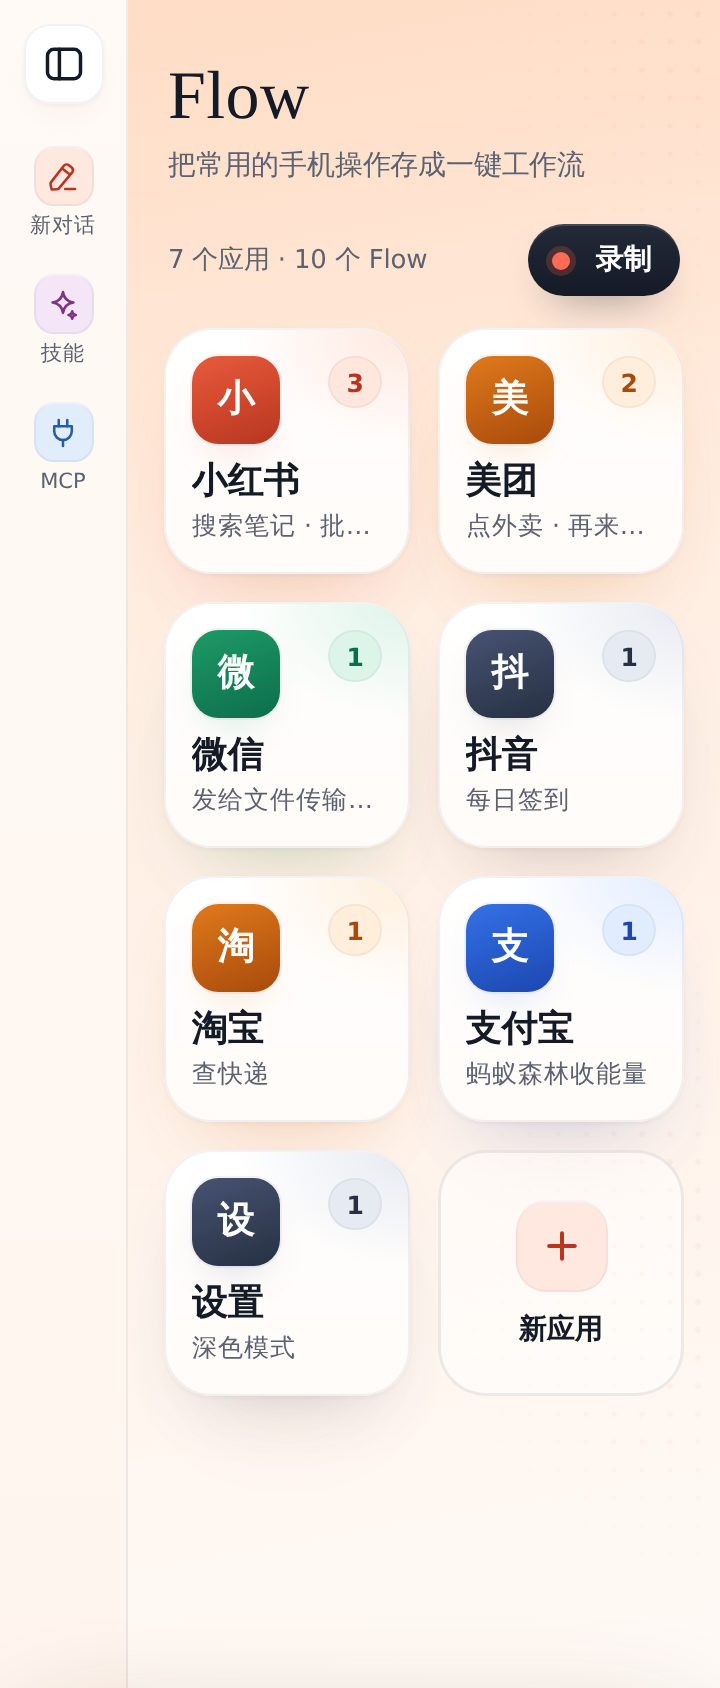 Flow
把常用的手机操作存成一键工作流
7 个应用 · 10 个 Flow
录制
新对话
技能
MCP
小
3
小红书
搜索笔记 · 批…
美
2
美团
点外卖 · 再来…
微
1
微信
发给文件传输…
抖
1
抖音
每日签到
淘
1
淘宝
查快递
支
1
支付宝
蚂蚁森林收能量
设
1
设置
深色模式
新应用